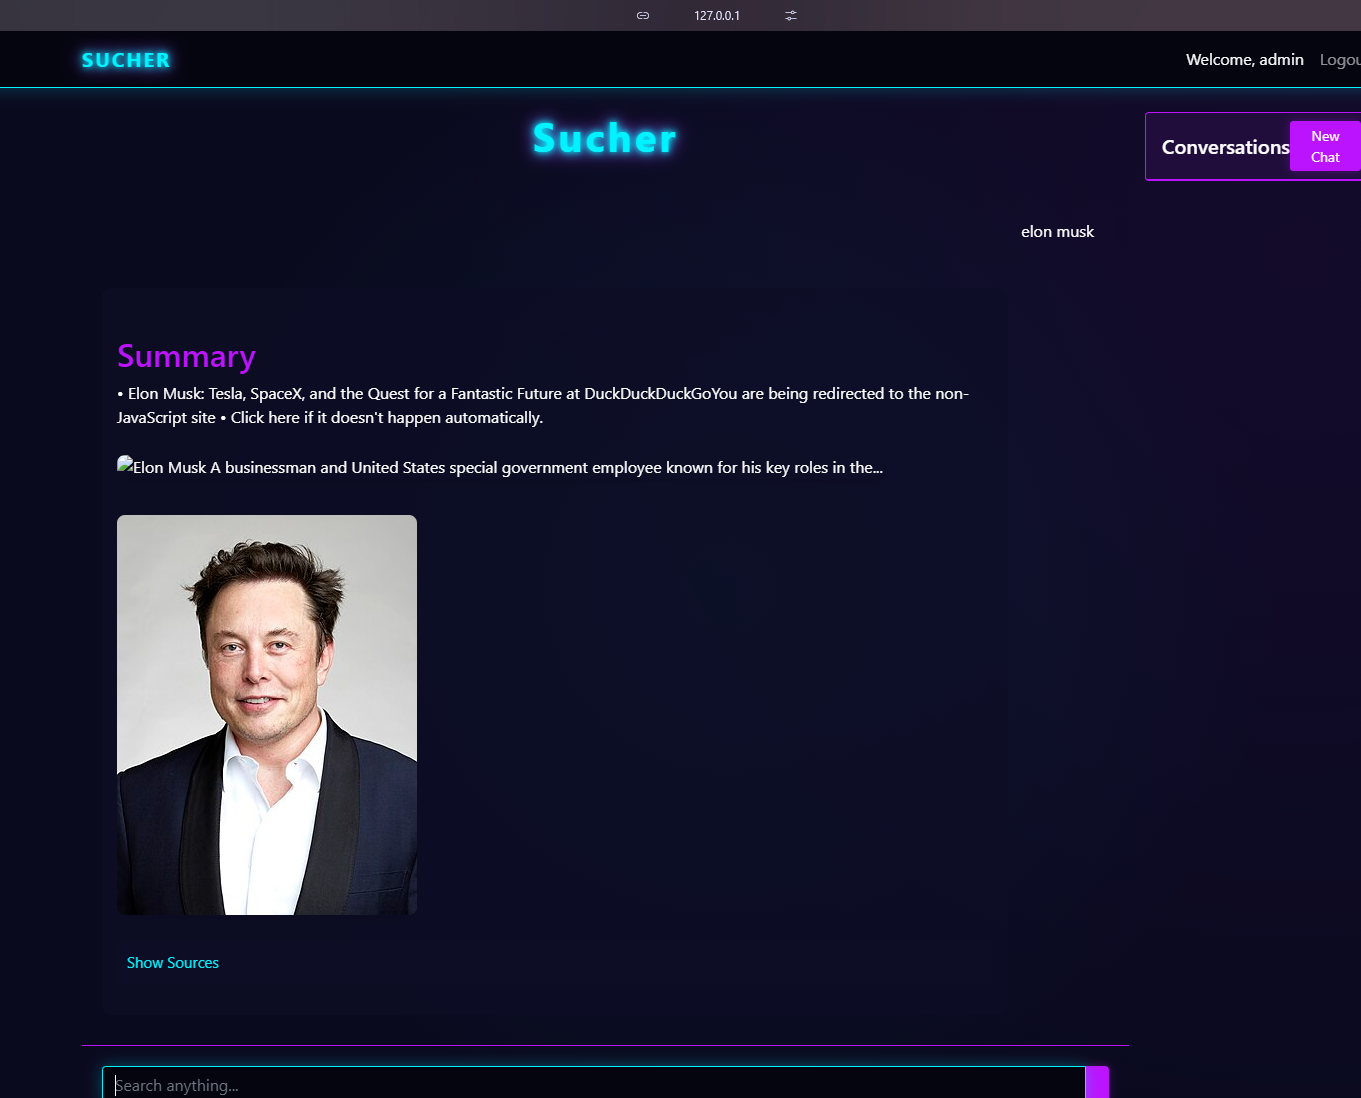 127.0.0.1
SUCHER
Welcome, admin
Logou
Sucher
Conversations
New
Chat
elon musk
Summary
• Elon Musk: Tesla, SpaceX, and the Quest for a Fantastic Future at DuckDuckDuckGoYou are being redirected to the non-
JavaScript site • Click here if it doesn't happen automatically.
Elon Musk A businessman and United States special government employee known for his key roles in the...
Show Sources
Search anything...